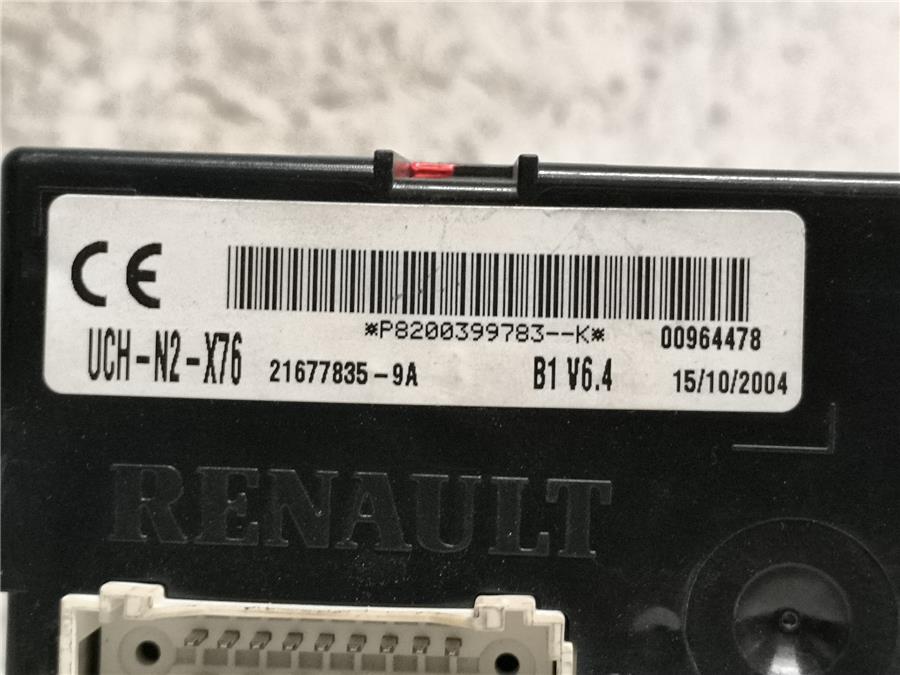 CE
*P8200399783--K* 00964478
UCH-N2-X76 21677835-9A B1 V6.4 15/10/2004
RENAULT